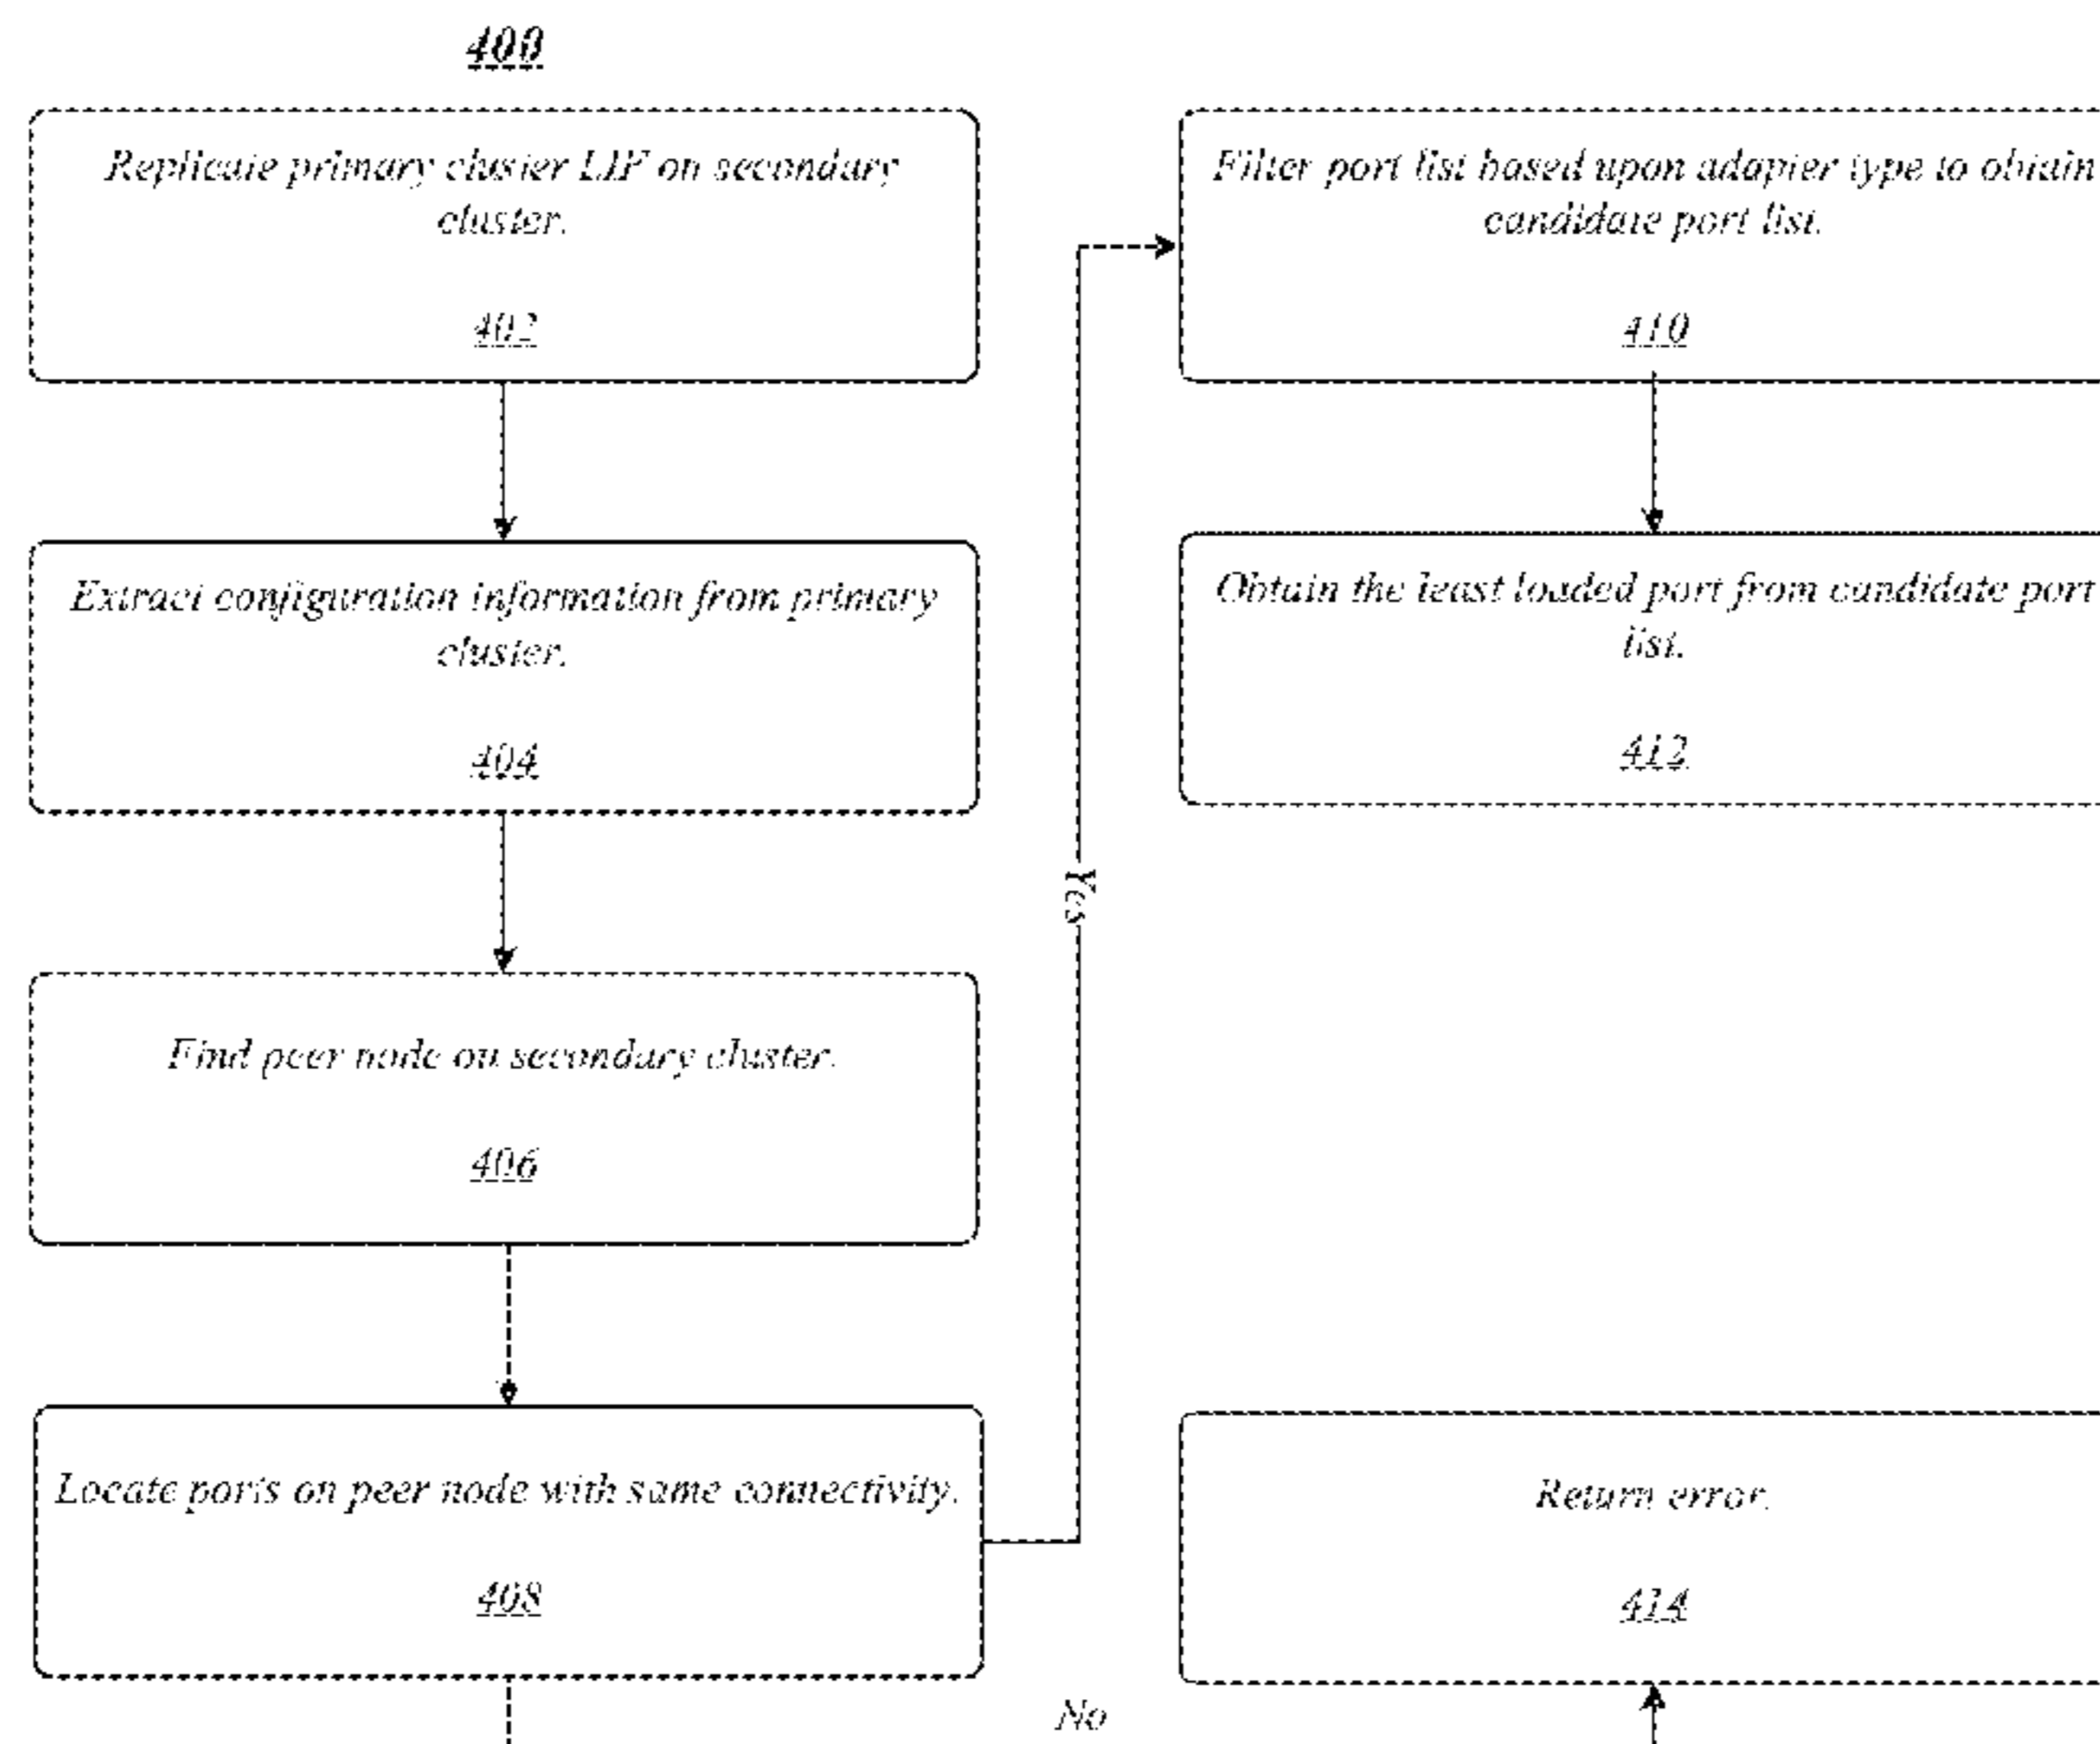 400
Replicate primary cluster LIF on secondary
cluster.
402
Extract configuration information from primary
cluster.
404
Find peer node on secondary cluster.
406
Locate ports on peer node with same connectivity.
408
Yes
No
Filter port list based upon adapter type to obtain
candidate port list.
410
Obtain the least loaded port from candidate port
list.
412
Return error.
414